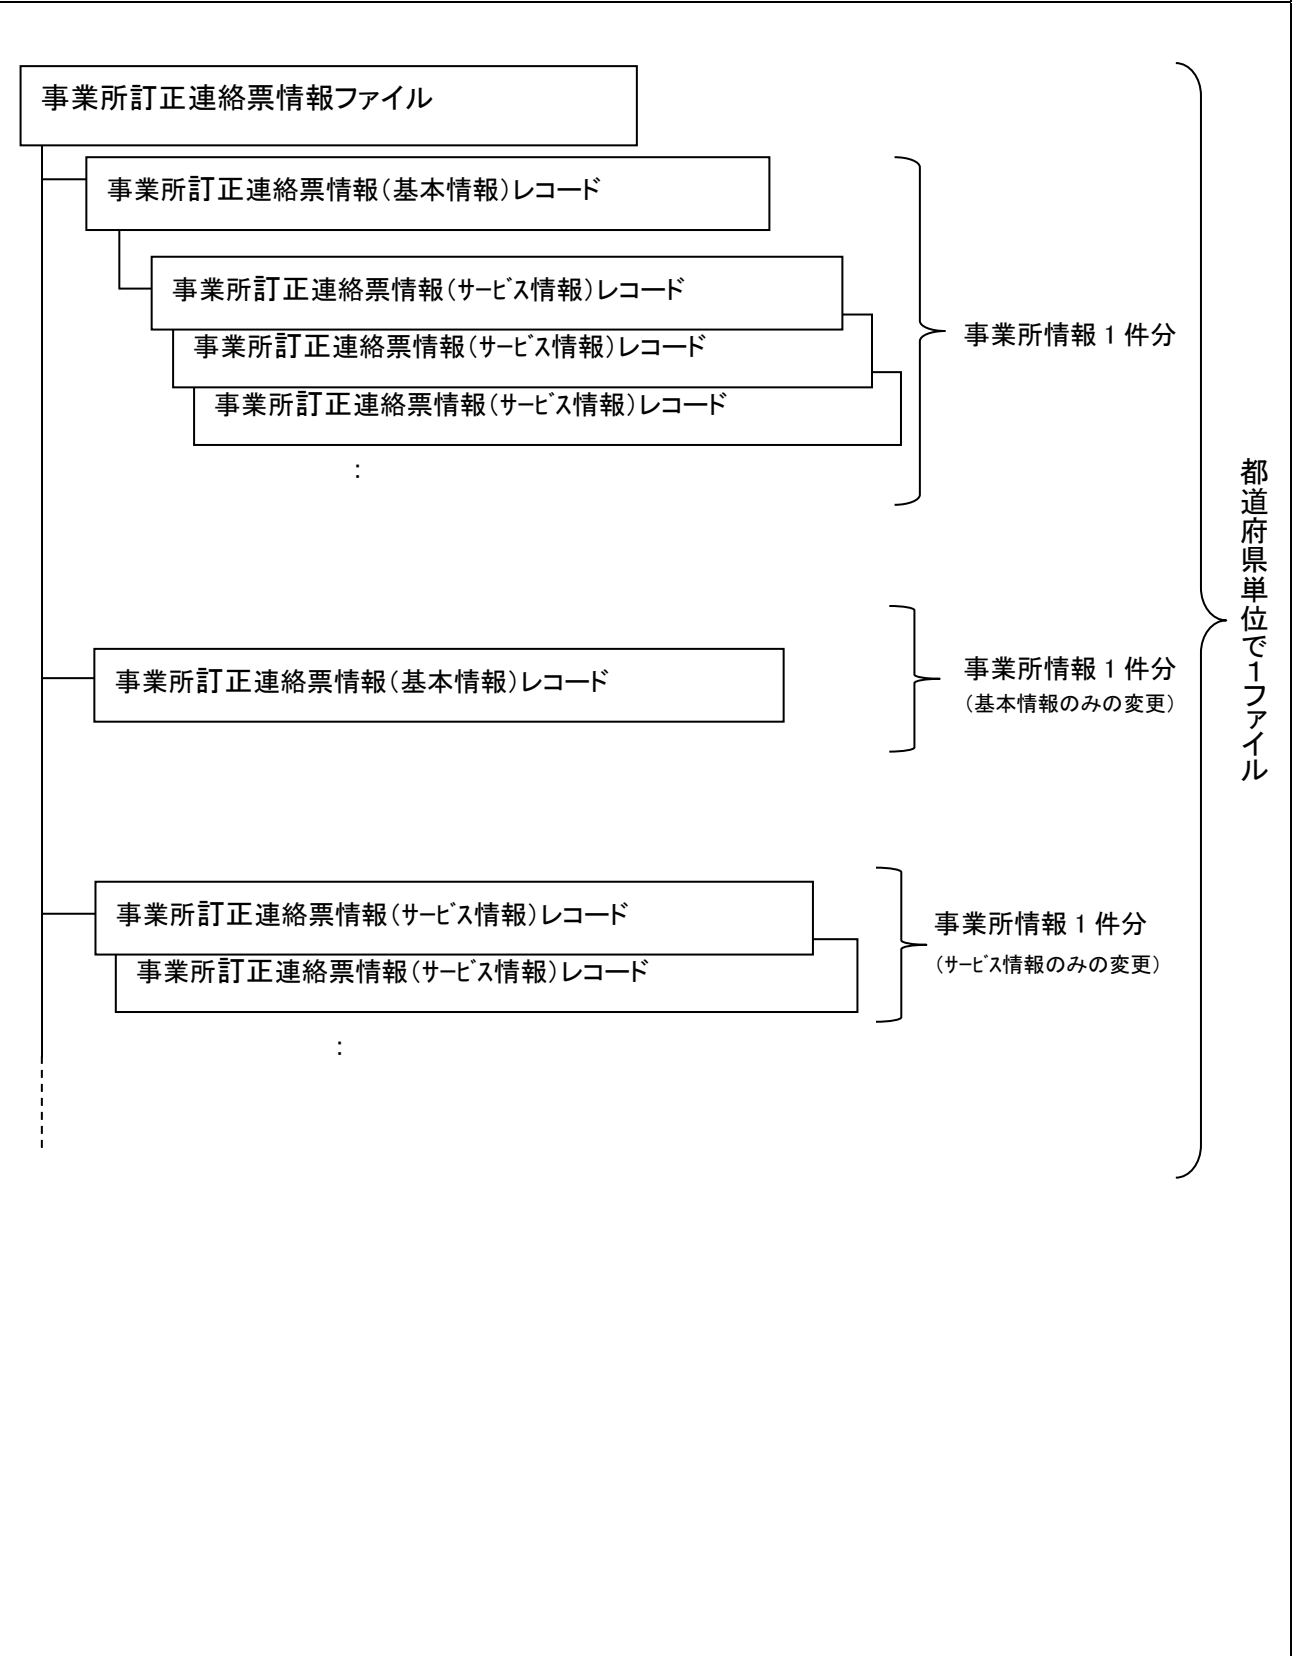 事業所訂正連絡票情報ファイル
事業所訂正連絡票情報（基本情報）レコード
事業所訂正連絡票情報（ｻｰﾋﾞｽ情報）レコード
事業所訂正連絡票情報（ｻｰﾋﾞｽ情報）レコード
事業所訂正連絡票情報（ｻｰﾋﾞｽ情報）レコード
：
事業所情報１件分
事業所訂正連絡票情報（基本情報）レコード
事業所情報１件分
（基本情報のみの変更）
事業所訂正連絡票情報（ｻｰﾋﾞｽ情報）レコード
事業所訂正連絡票情報（ｻｰﾋﾞｽ情報）レコード
：
事業所情報１件分
（ｻｰﾋﾞｽ情報のみの変更）
都道府県単位で１ファイル